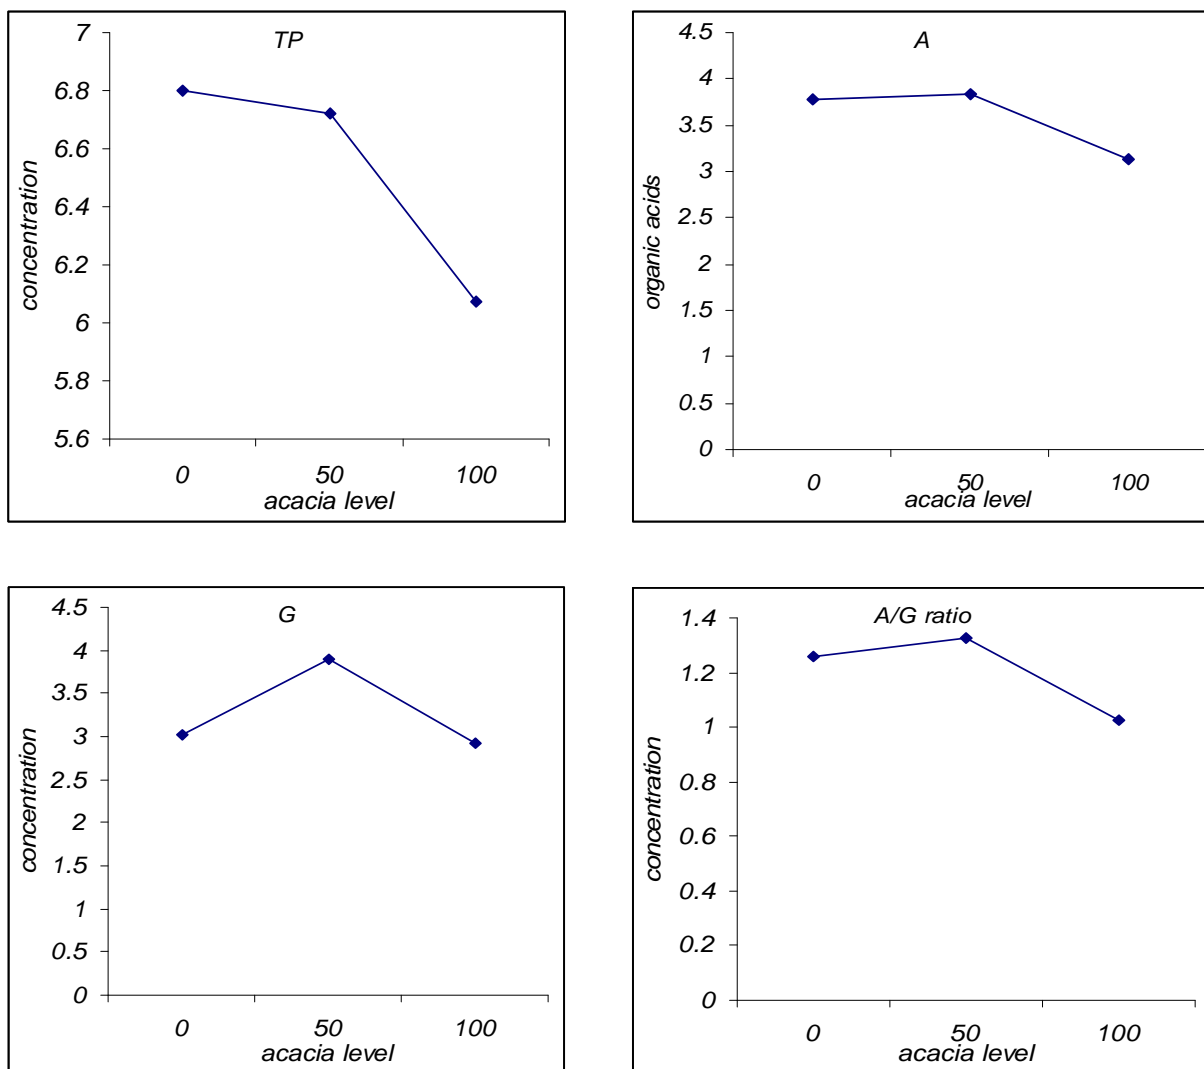 TP
concentration
7
6.8
6.6
6.4
6.2
6
5.8
5.6
0 50 100
acacia level
A
organic acids
4.5
4
3.5
3
2.5
2
1.5
1
0.5
0
0 50 100
acacia level
G
concentration
4.5
4
3.5
3
2.5
2
1.5
1
0.5
0
0 50 100
acacia level
A/G ratio
concentration
1.4
1.2
1
0.8
0.6
0.4
0.2
0
0 50 100
acacia level